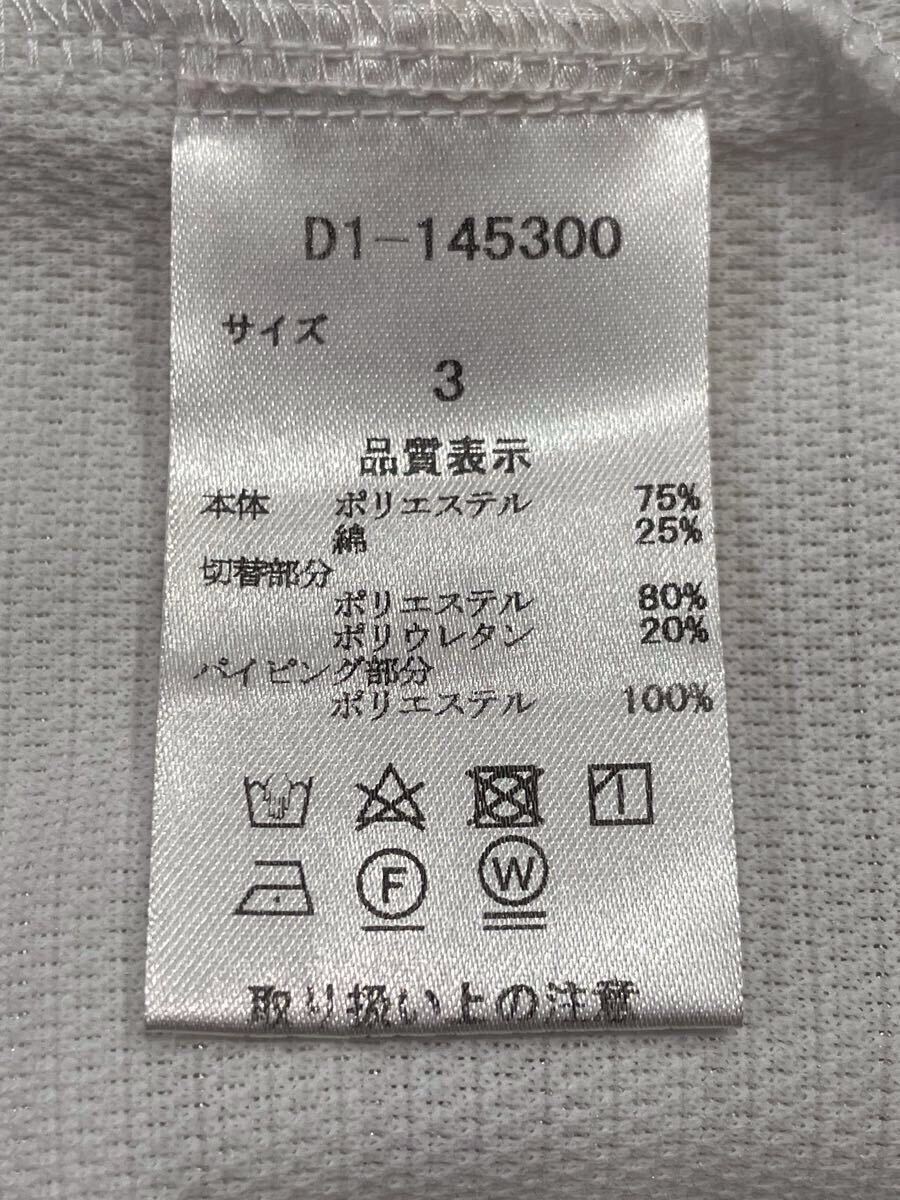 D1-145300
サイズ
3
品質表示
本体 ポリエステル 75%
綿 25%
切替部分
ポリエステル 80%
ポリウレタン 20%
パイピング部分
ポリエステル 100%
F W
取り扱い上の注意